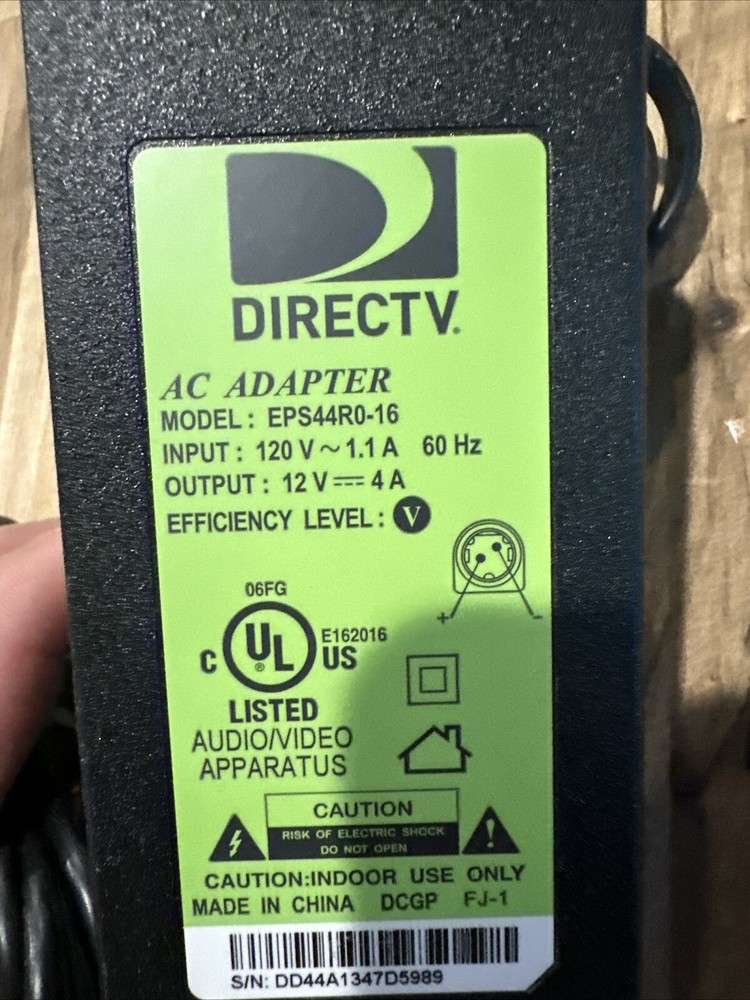 DIRECTV®
AC ADAPTER
MODEL : EPS44R0-16
INPUT : 120 V ~ 1.1 A 60 Hz
OUTPUT : 12 V ⎓ 4 A
EFFICIENCY LEVEL : V
+ -
06FG
C UL® US E162016
LISTED
AUDIO/VIDEO
APPARATUS
CAUTION
RISK OF ELECTRIC SHOCK
DO NOT OPEN
CAUTION:INDOOR USE ONLY
MADE IN CHINA DCGP FJ-1
S/N: DD44A1347D5989